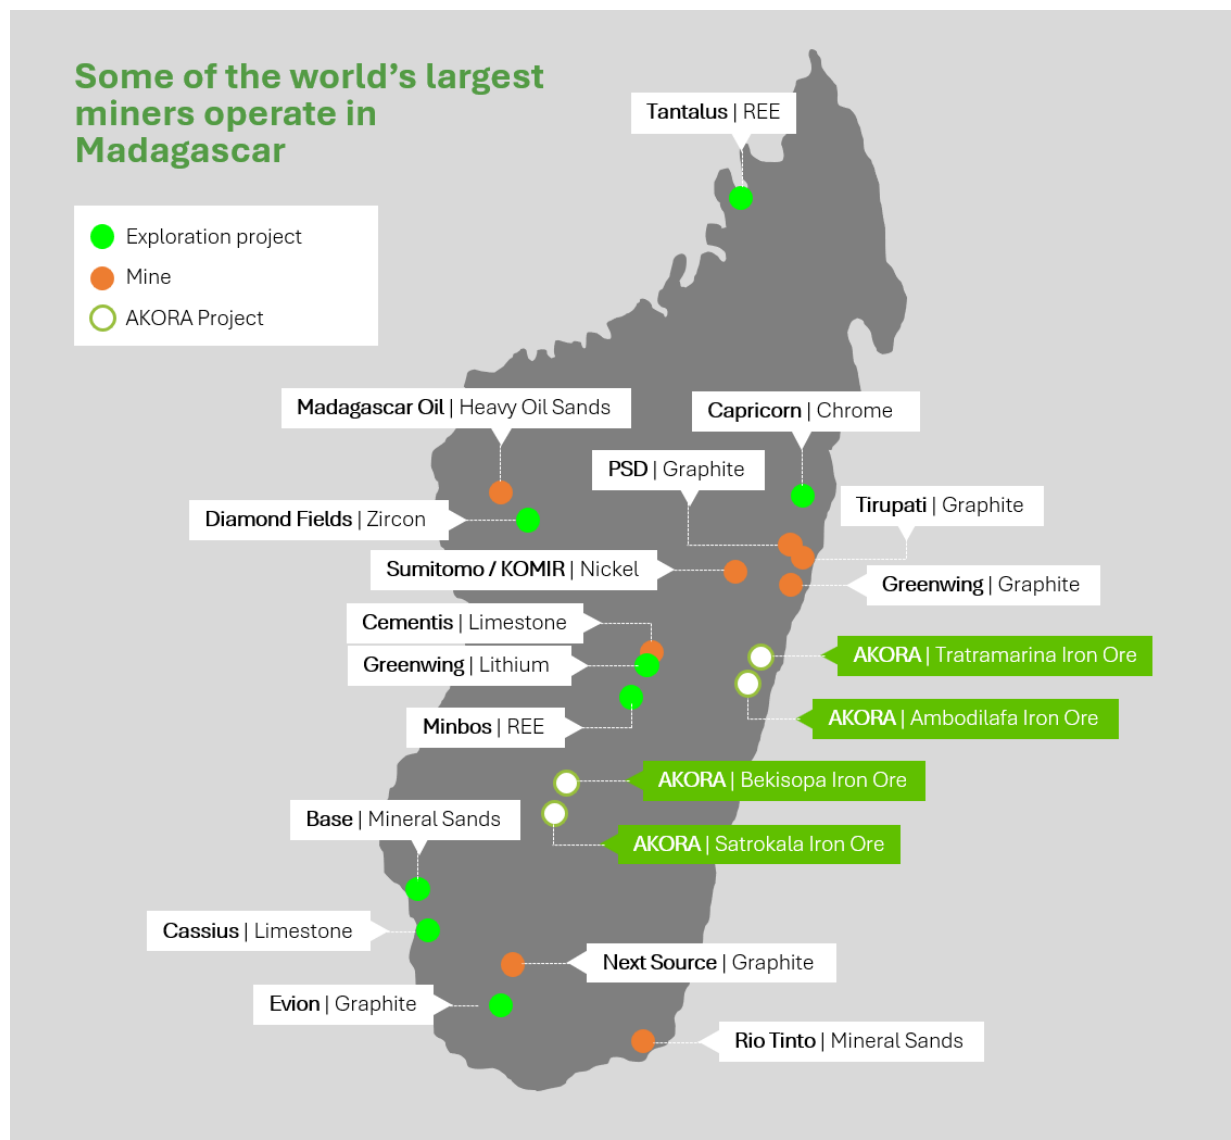 Some of the world’s largest
miners operate in
Madagascar
Exploration project
Mine
AKORA Project
Tantalus | REE
Madagascar Oil | Heavy Oil Sands
Capricorn | Chrome
PSD | Graphite
Tirupati | Graphite
Diamond Fields | Zircon
Sumitomo / KOMIR | Nickel
Greenwing | Graphite
Cementis | Limestone
Greenwing | Lithium
AKORA | Tratramarina Iron Ore
Minbos | REE
AKORA | Ambodilafa Iron Ore
AKORA | Bekisopa Iron Ore
Base | Mineral Sands
AKORA | Satrokala Iron Ore
Cassius | Limestone
Next Source | Graphite
Evion | Graphite
Rio Tinto | Mineral Sands